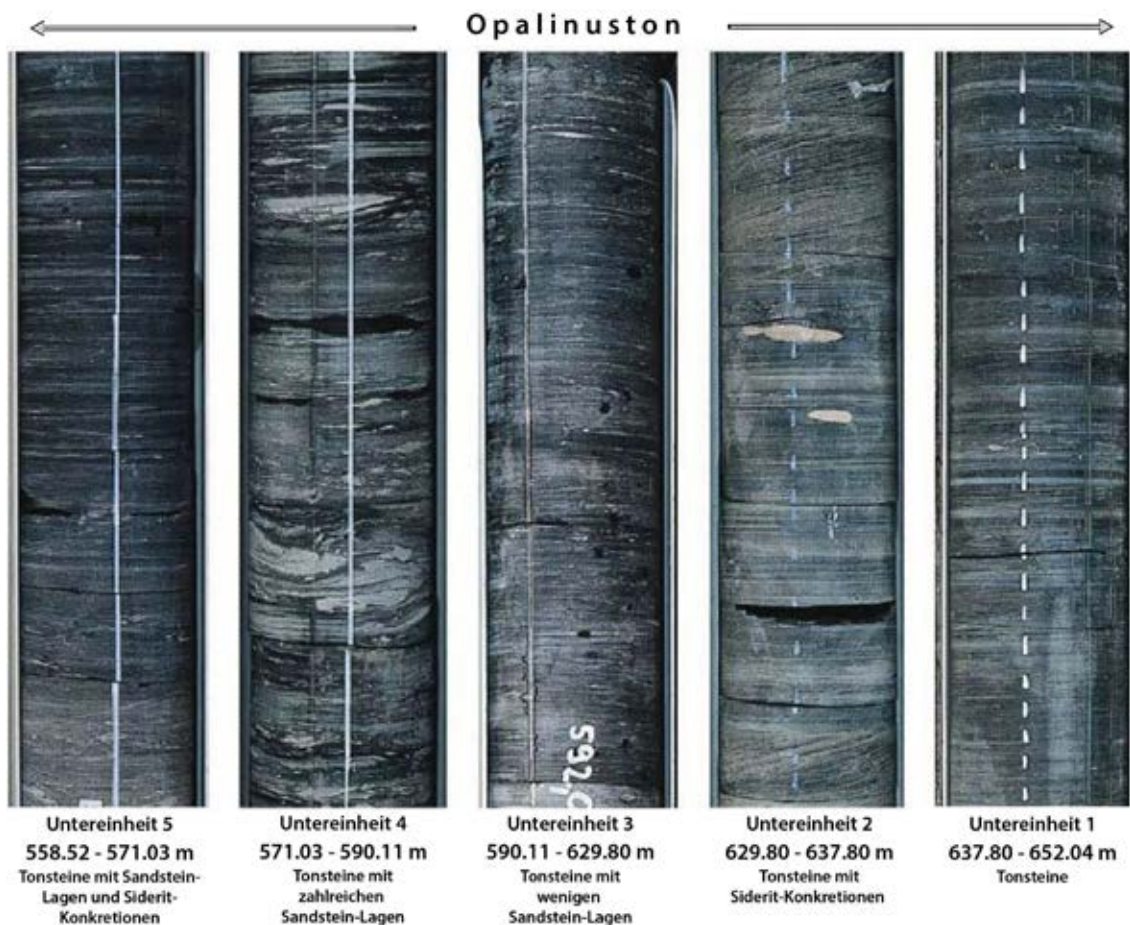 Opalinuston
592,0
Untereinheit 5
558.52 - 571.03 m
Tonsteine mit Sandstein-
Lagen und Siderit-
Konkretionen
Untereinheit 4
571.03 - 590.11 m
Tonsteine mit
zahlreichen
Sandstein-Lagen
Untereinheit 3
590.11 - 629.80 m
Tonsteine mit
wenigen
Sandstein-Lagen
Untereinheit 2
629.80 - 637.80 m
Tonsteine mit
Siderit-Konkretionen
Untereinheit 1
637.80 - 652.04 m
Tonsteine